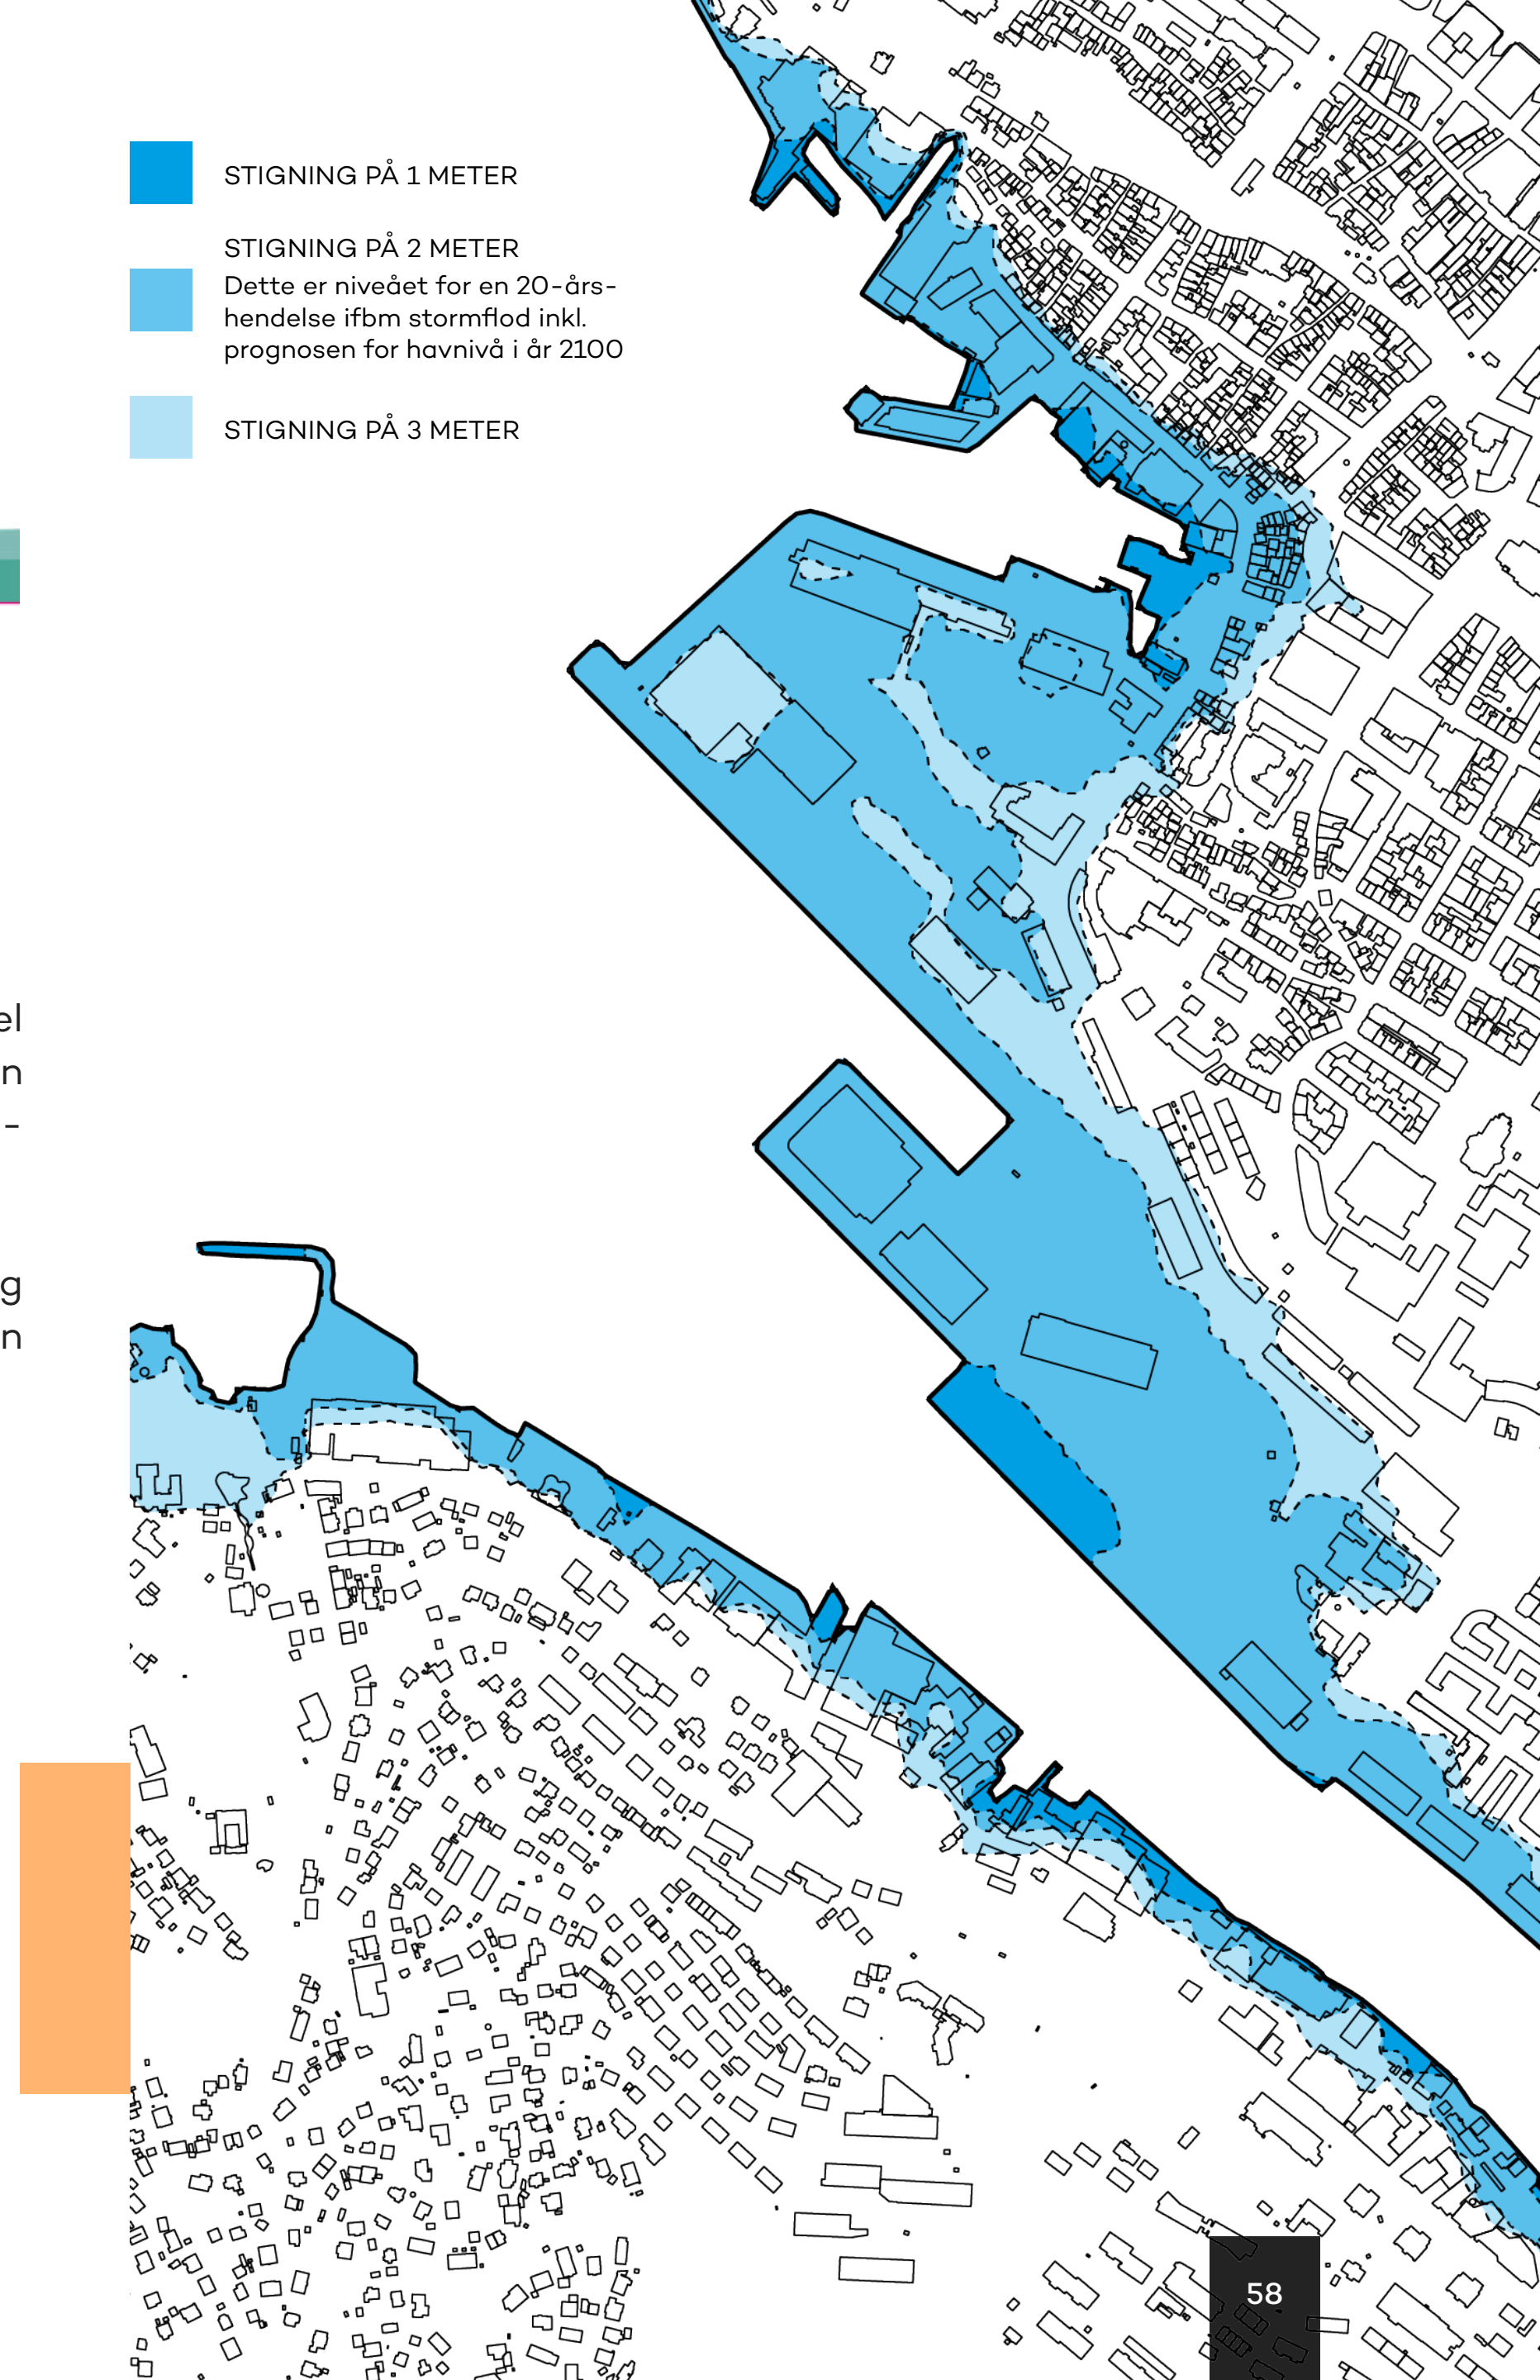 STIGNING PÅ 1 METER
STIGNING PÅ 2 METER
Dette er niveået for en 20-års-
hendelse ifbm stormflod inkl.
prognosen for havnivå i år 2100
STIGNING PÅ 3 METER
el
n
-
g
n
58